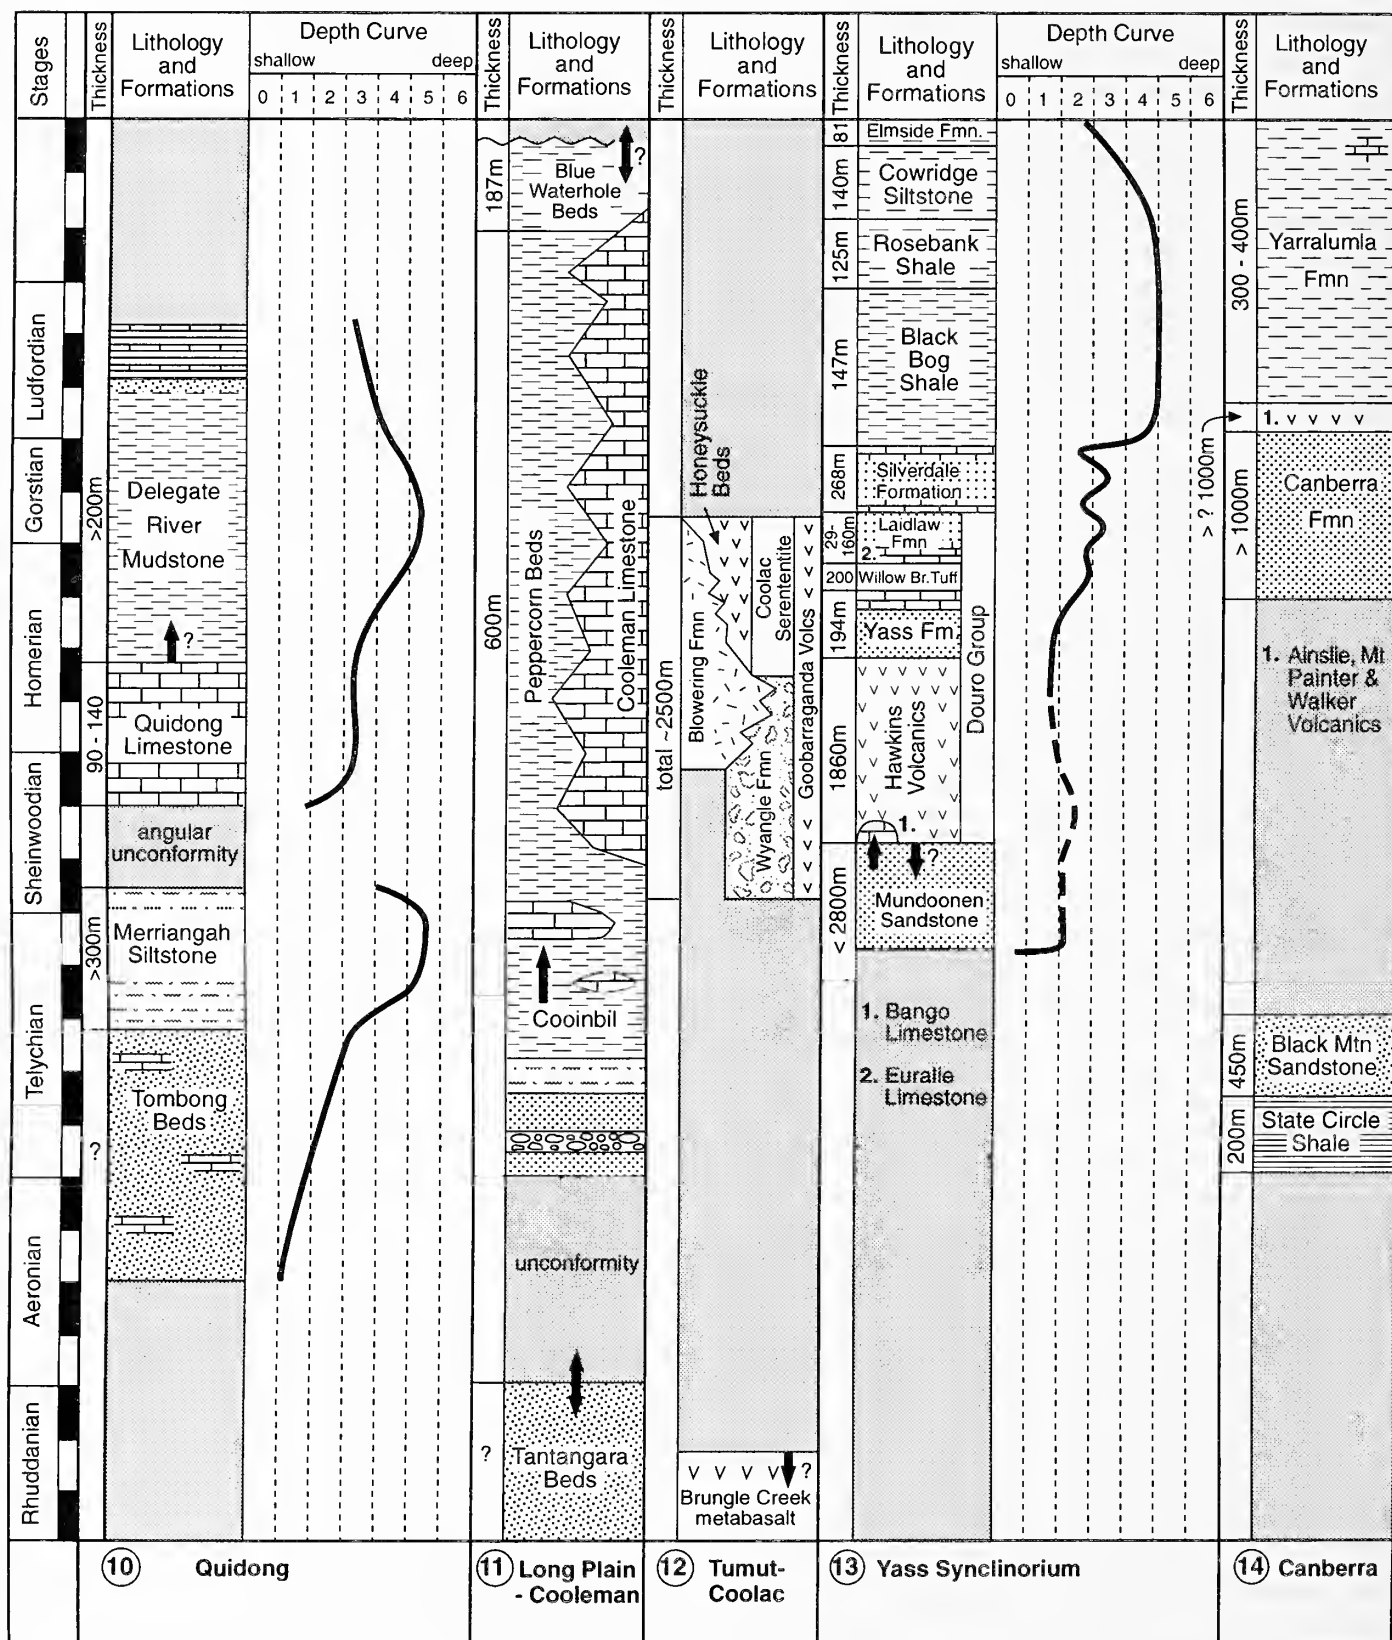 Stages
Thickness
Lithology
and
Formations
Depth Curve
shallow
deep
0 1 2 3 4 5 6
Thickness
Lithology
and
Formations
Thickness
Lithology
and
Formations
Thickness
Lithology
and
Formations
Depth Curve
shallow
deep
0 1 2 3 4 5 6
Thickness
Lithology
and
Formations
Ludfordian
Gorstian
Homerian
Sheinwoodian
Telychian
Aeronian
Rhuddanian
>200m
90 - 140
>300m
?
Delegate
River
Mudstone
?
Quidong
Limestone
angular
unconformity
Merriangah
Siltstone
Tombong
Beds
187m
600m
?
?
Blue
Waterhole
Beds
Peppercorn Beds
Cooleman Limestone
Cooinbil
unconformity
Tantangara
Beds
total ~2500m
Honeysuckle
Beds
Blowering Fmn
Coolac
Serententite
Goobarraganda Volcs
Wyangle Fmn
V V V V ?
Brungle Creek
metabasalt
81
140m
125m
147m
268m
29-
160m
200
194m
1860m
<2800m
Elmside Fmn.
Cowridge
Siltstone
Rosebank
Shale
Black
Bog
Shale
Silverdale
Formation
Laidlaw
Fmn
2.
Willow Br. Tuff
Yass Fm.
Douro Group
Hawkins
Volcanics
1.
?
Mundoonen
Sandstone
1. Bango
Limestone
2. Euralie
Limestone
300 - 400m
> ? 1000m
> 1000m
450m
200m
Yarralumla
Fmn
1. v v v v
Canberra
Fmn
1. Ainslie, Mt
Painter &
Walker
Volcanics
Black Mtn
Sandstone
State Circle
Shale
10 Quidong
11 Long Plain
- Cooleman
12 Tumut-
Coolac
13 Yass Synclinorium
14 Canberra